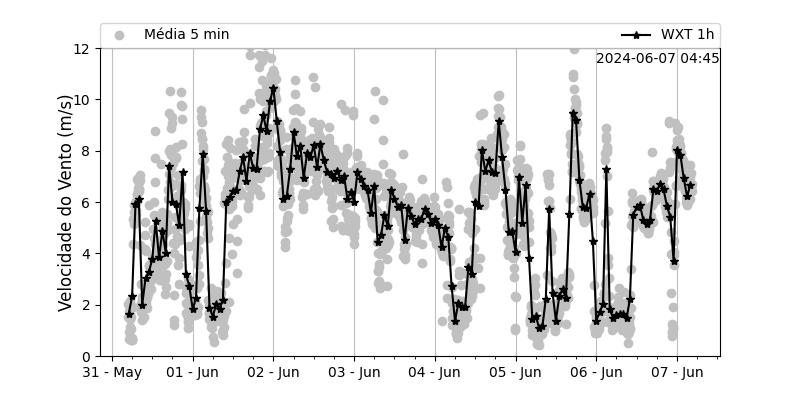 Média 5 min WXT 1h
2024-06-07 04:45
Velocidade do Vento (m/s)
12
10
8
6
4
2
0
31 - May 01 - Jun 02 - Jun 03 - Jun 04 - Jun 05 - Jun 06 - Jun 07 - Jun